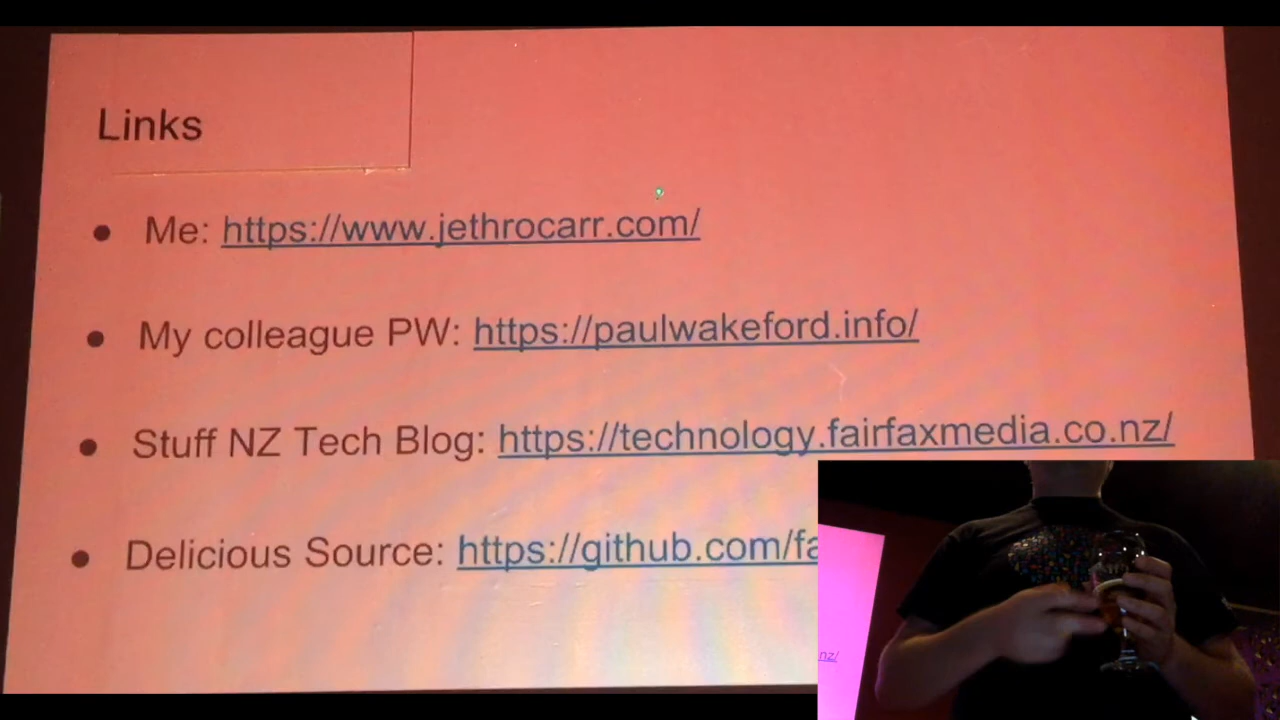 Links
● Me: https://www.jethrocarr.com/
● My colleague PW: https://paulwakeford.info/
● Stuff NZ Tech Blog: https://technology.fairfaxmedia.co.nz/
● Delicious Source: https://github.com/fa
nz/